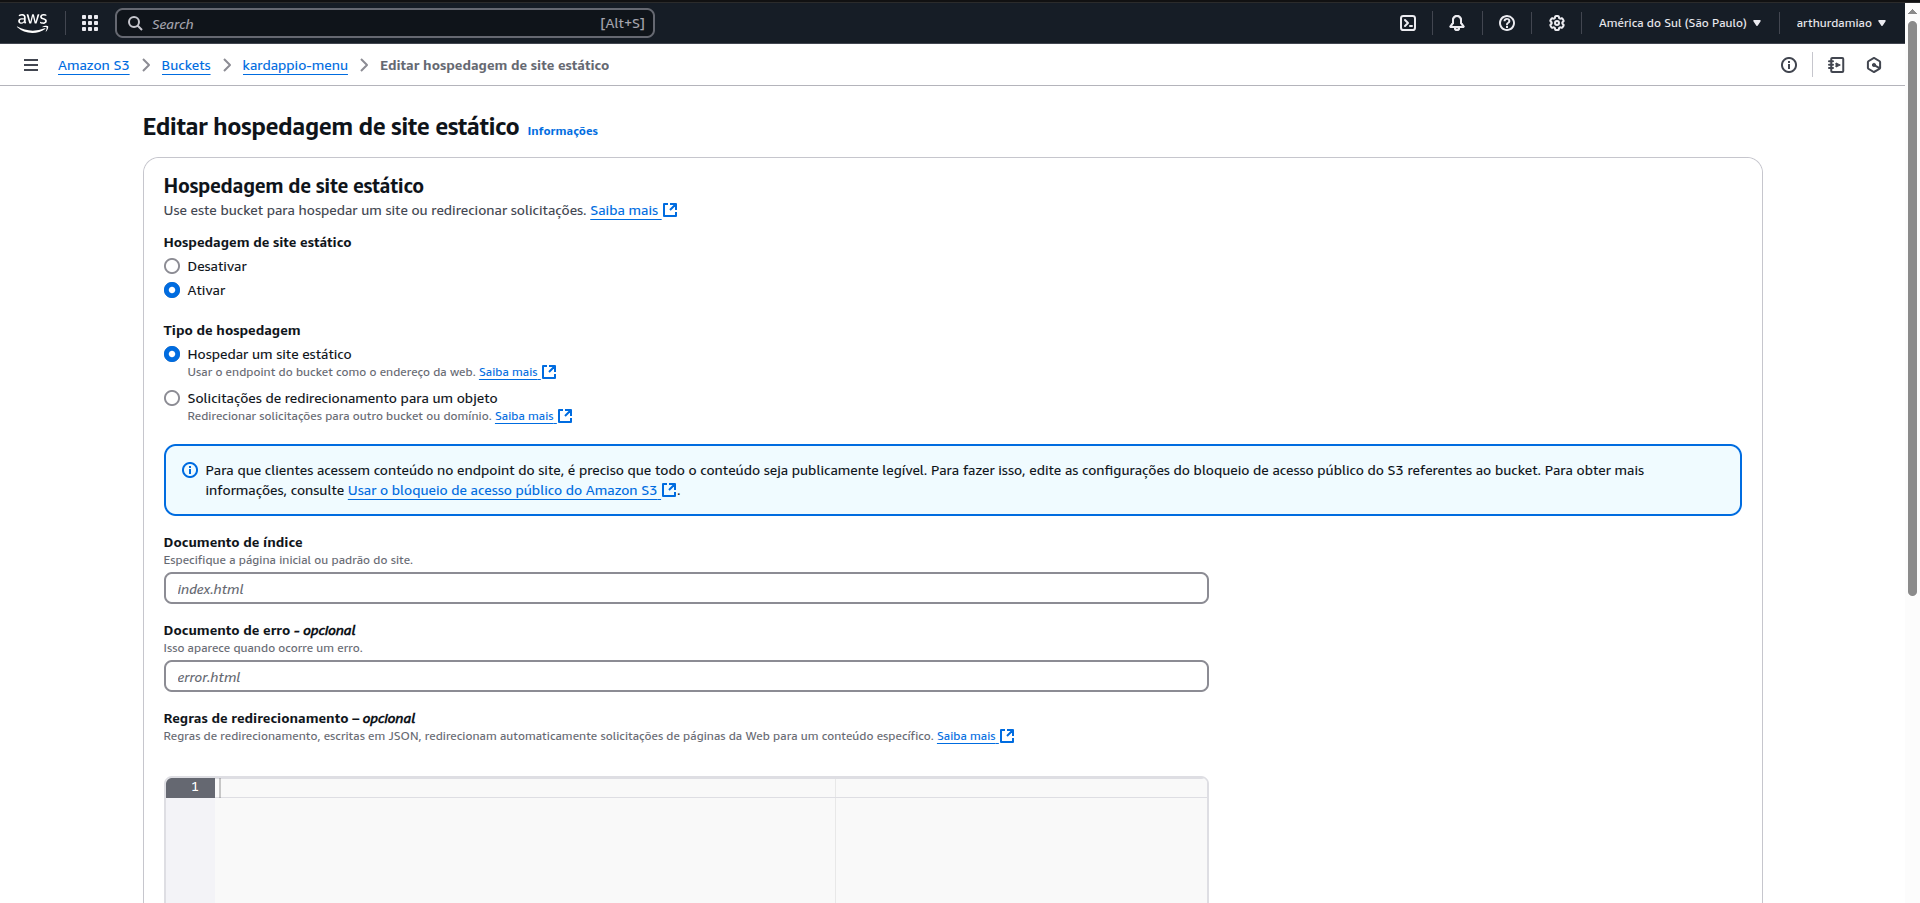 aws Search [Alt+S] América do Sul (São Paulo) arthurdamiao
Amazon S3 Buckets kardappio-menu Editar hospedagem de site estático
Editar hospedagem de site estático Informações
Hospedagem de site estático
Use este bucket para hospedar um site ou redirecionar solicitações. Saiba mais
Hospedagem de site estático
Desativar
Ativar
Tipo de hospedagem
Hospedar um site estático
Usar o endpoint do bucket como o endereço da web. Saiba mais
Solicitações de redirecionamento para um objeto
Redirecionar solicitações para outro bucket ou domínio. Saiba mais
Para que clientes acessem conteúdo no endpoint do site, é preciso que todo o conteúdo seja publicamente legível. Para fazer isso, edite as configurações do bloqueio de acesso público do S3 referentes ao bucket. Para obter mais
informações, consulte Usar o bloqueio de acesso público do Amazon S3.
Documento de índice
Especifique a página inicial ou padrão do site.
index.html
Documento de erro - opcional
Isso aparece quando ocorre um erro.
error.html
Regras de redirecionamento – opcional
Regras de redirecionamento, escritas em JSON, redirecionam automaticamente solicitações de páginas da Web para um conteúdo específico. Saiba mais
1